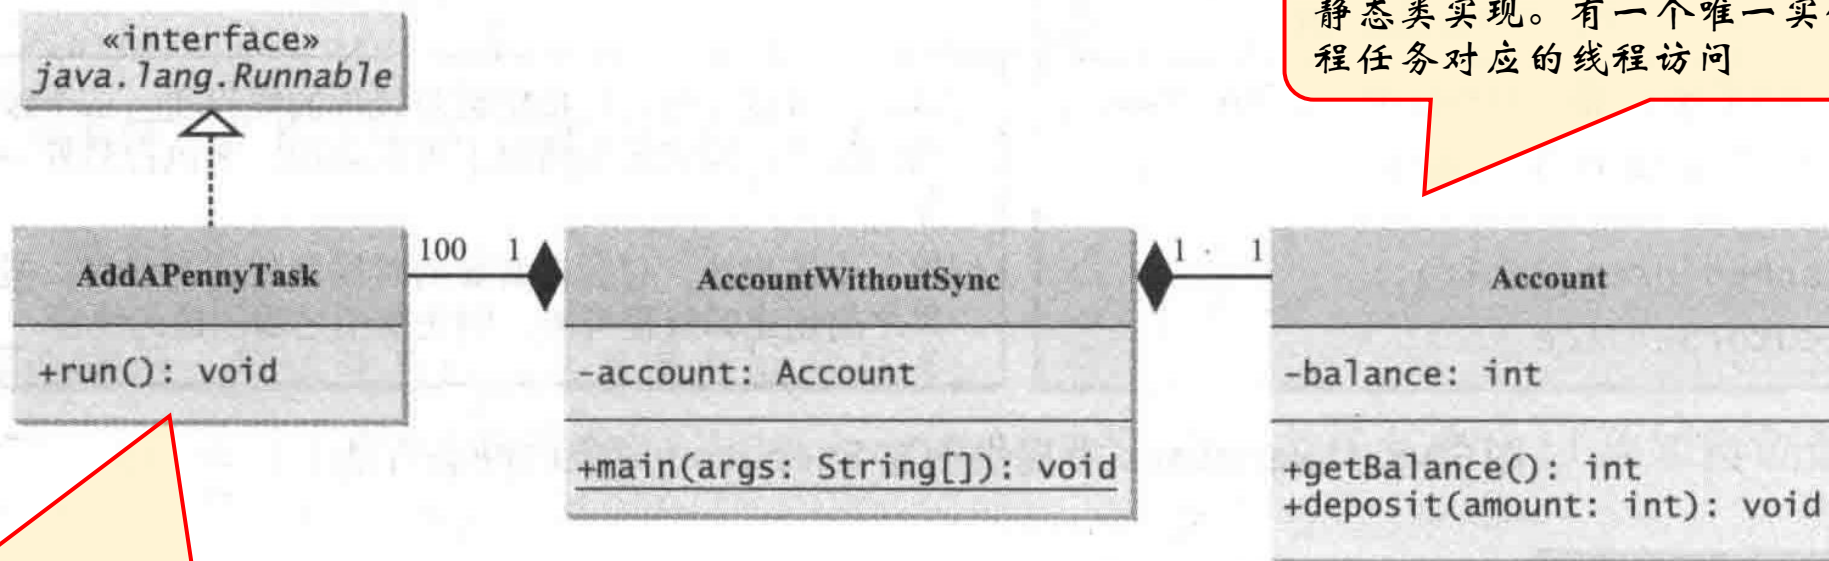 «interface»
java.lang.Runnable
静态类实现。有一个唯一实
程任务对应的线程访问
AddAPennyTask
+run(): void
100 1
AccountWithoutSync
-account: Account
+main(args: String[]): void
1 1
Account
-balance: int
+getBalance(): int
+deposit(amount: int): void